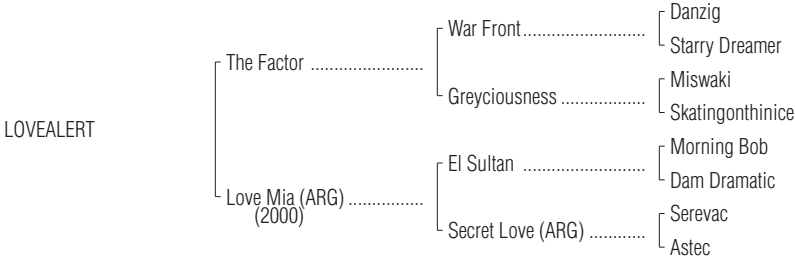 Danzig
War Front..........................
Starry Dreamer
The Factor ........................
Miswaki
Greyciousness ..................
Skatingonthinice
LOVEALERT
Morning Bob
El Sultan ..........................
Dam Dramatic
Love Mia (ARG) ................
(2000)
Serevac
Secret Love (ARG) ............
Astec